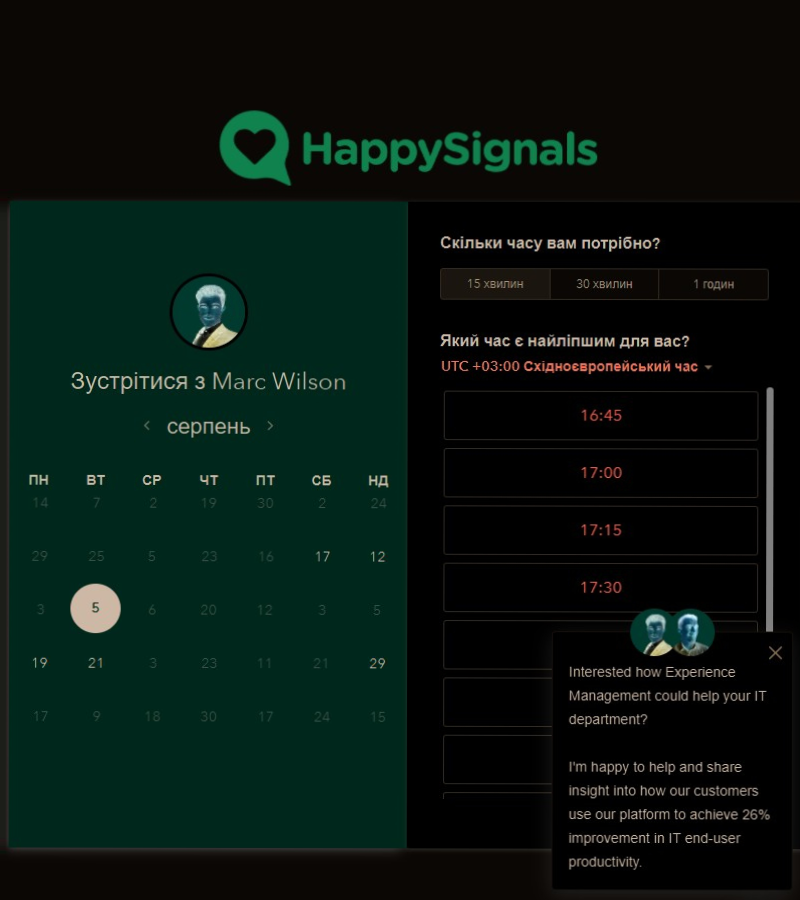 HappySignals
Зустрітися з Marc Wilson
серпень
ПН ВТ СР ЧТ ПТ СБ НД
14 7 2 19 30 2 24
29 25 5 23 16 17 12
3 5 6 20 12 3 5
19 21 3 23 11 21 29
17 9 18 30 17 24 15
Скільки часу вам потрібно?
15 хвилин 30 хвилин 1 годин
Який час є найліпшим для вас?
UTC +03:00 Східноєвропейський час
16:45
17:00
17:15
17:30
Interested how Experience
Management could help your IT
department?
I'm happy to help and share
insight into how our customers
use our platform to achieve 26%
improvement in IT end-user
productivity.